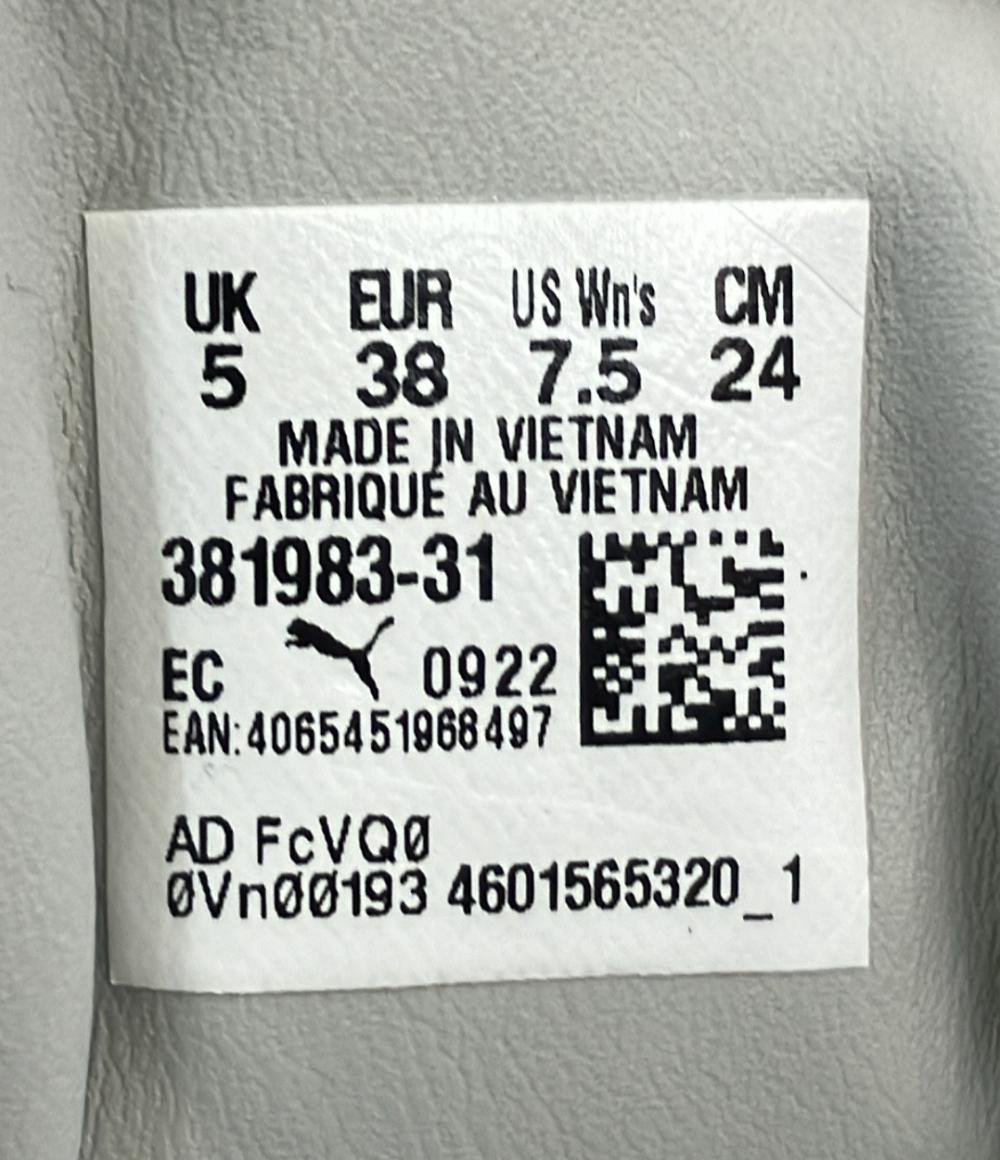 UK EUR US Wn's CM
5 38 7.5 24
MADE IN VIETNAM
FABRIQUÉ AU VIETNAM
381983-31
EC 0922
EAN:4065451968497
AD FcVQ0
0Vn00193 4601565320_1